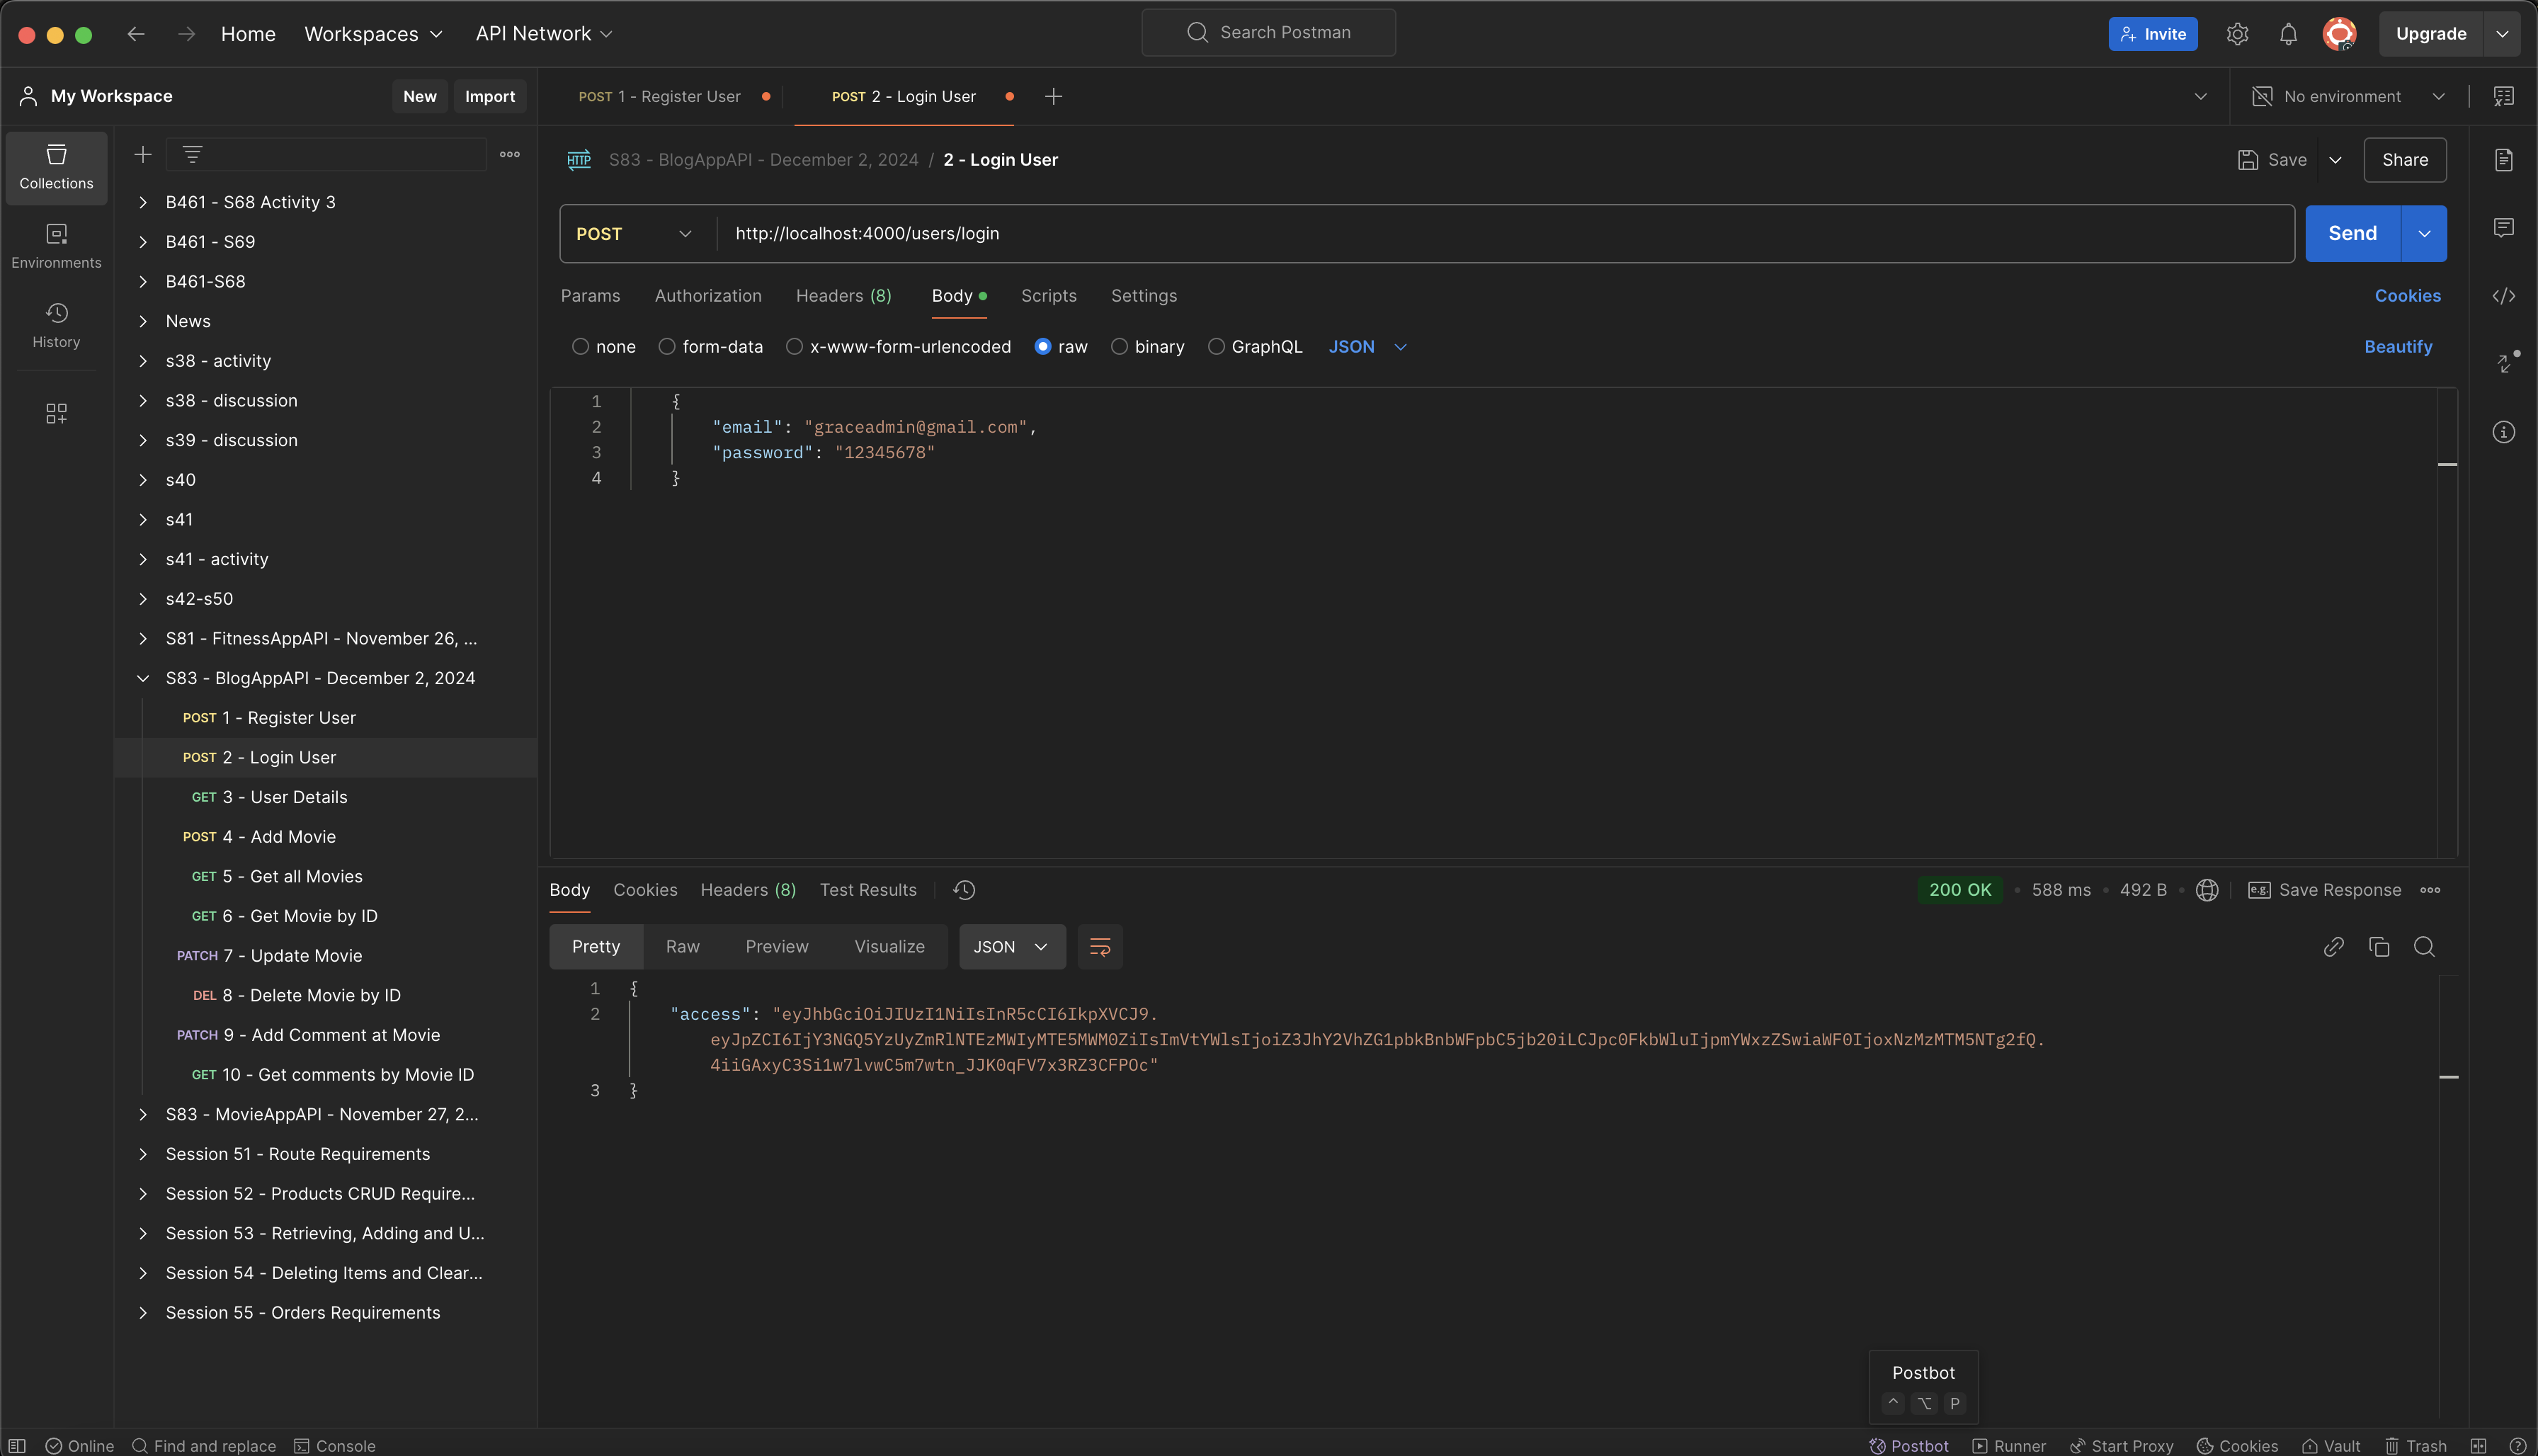 Home
Workspaces
API Network
Search Postman
Invite
Upgrade
My Workspace
New
Import
POST 1 - Register User
POST 2 - Login User
No environment
Collections
Environments
History
B461 - S68 Activity 3
B461 - S69
B461-S68
News
s38 - activity
s38 - discussion
s39 - discussion
s40
s41
s41 - activity
s42-s50
S81 - FitnessAppAPI - November 26, ...
S83 - BlogAppAPI - December 2, 2024
POST 1 - Register User
POST 2 - Login User
GET 3 - User Details
POST 4 - Add Movie
GET 5 - Get all Movies
GET 6 - Get Movie by ID
PATCH 7 - Update Movie
DEL 8 - Delete Movie by ID
PATCH 9 - Add Comment at Movie
GET 10 - Get comments by Movie ID
S83 - MovieAppAPI - November 27, 2...
Session 51 - Route Requirements
Session 52 - Products CRUD Require...
Session 53 - Retrieving, Adding and U...
Session 54 - Deleting Items and Clear...
Session 55 - Orders Requirements
HTTP S83 - BlogAppAPI - December 2, 2024 / 2 - Login User
Save
Share
POST http://localhost:4000/users/login
Send
Params Authorization Headers (8) Body Scripts Settings
Cookies
none form-data x-www-form-urlencoded raw binary GraphQL JSON
Beautify
1 {
2 "email": "graceadmin@gmail.com",
3 "password": "12345678"
4 }
Body Cookies Headers (8) Test Results
200 OK • 588 ms • 492 B •
e.g. Save Response
Pretty Raw Preview Visualize JSON
1 {
2 "access": "eyJhbGciOiJIUzI1NiIsInR5cCI6IkpXVCJ9.
eyJpZCI6IjY3NGQ5YzUyZmRlNTEzMWIyMTE5MWM0ZiIsImVtYWlsIjoiZ3JhY2VhZG1pbkBnbWFpbC5jb20iLCJpc0FkbWluIjpmYWxzZSwiaWF0IjoxNzMzMTM5NTg2fQ.
4iiGAxyC3Si1w7lvwC5m7wtn_JJK0qFV7x3RZ3CFPOc"
3 }
Postbot
^ ⌥ P
Online
Find and replace
Console
Postbot
Runner
Start Proxy
Cookies
Vault
Trash